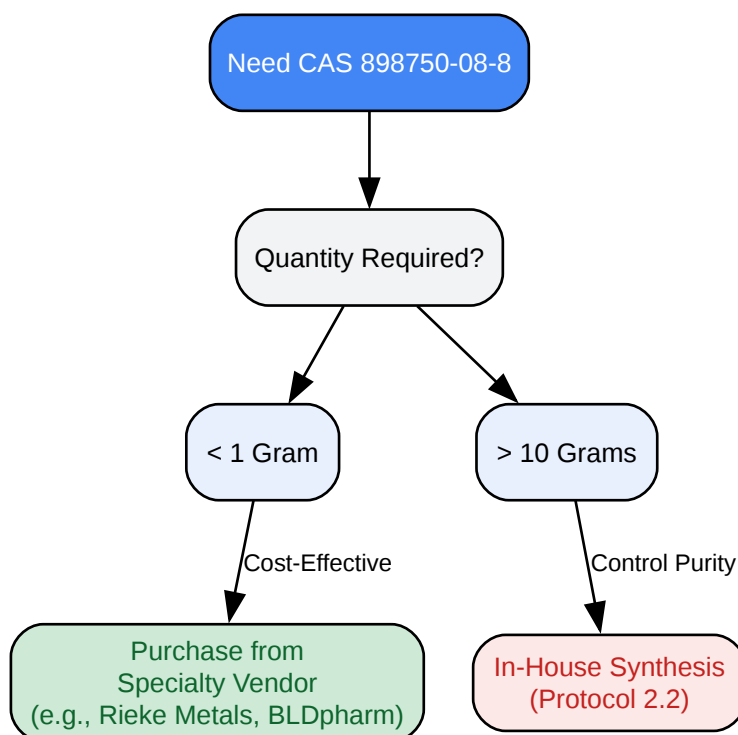 Need CAS 898750-08-8
Quantity Required?
< 1 Gram
> 10 Grams
Cost-Effective
Control Purity
Purchase from
Specialty Vendor
(e.g., Rieke Metals, BLDpharm)
In-House Synthesis
(Protocol 2.2)